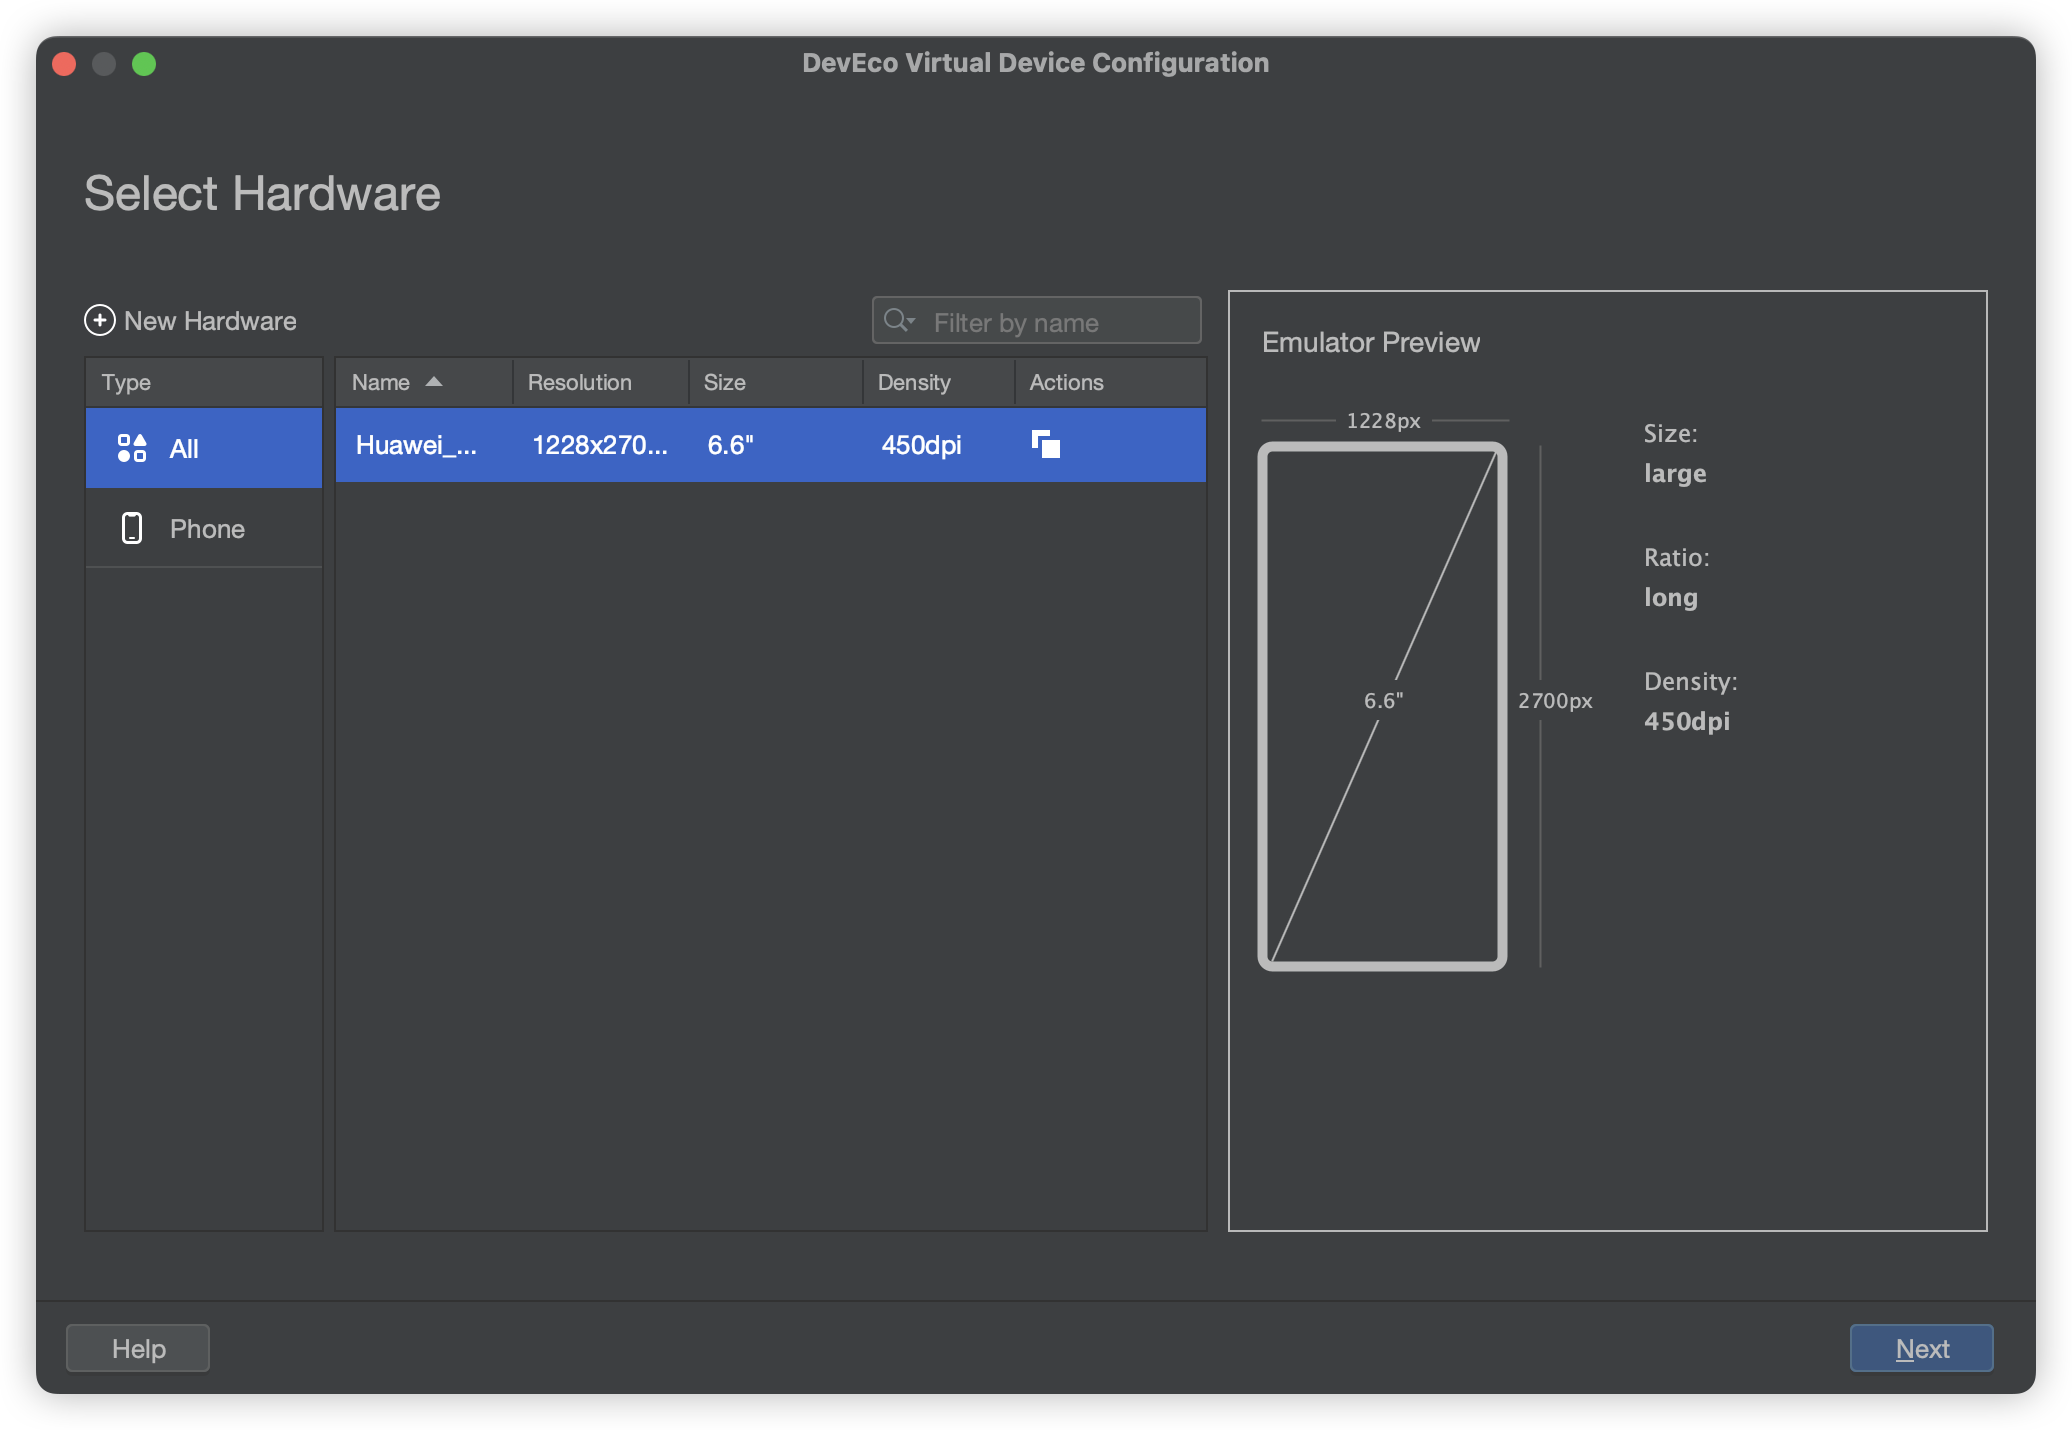 DevEco Virtual Device Configuration
Select Hardware
New Hardware
Filter by name
Type
All
Phone
Name Resolution Size Density Actions
Huawei_... 1228x270... 6.6" 450dpi
Emulator Preview
1228px
6.6"
2700px
Size:
large
Ratio:
long
Density:
450dpi
Help
Next